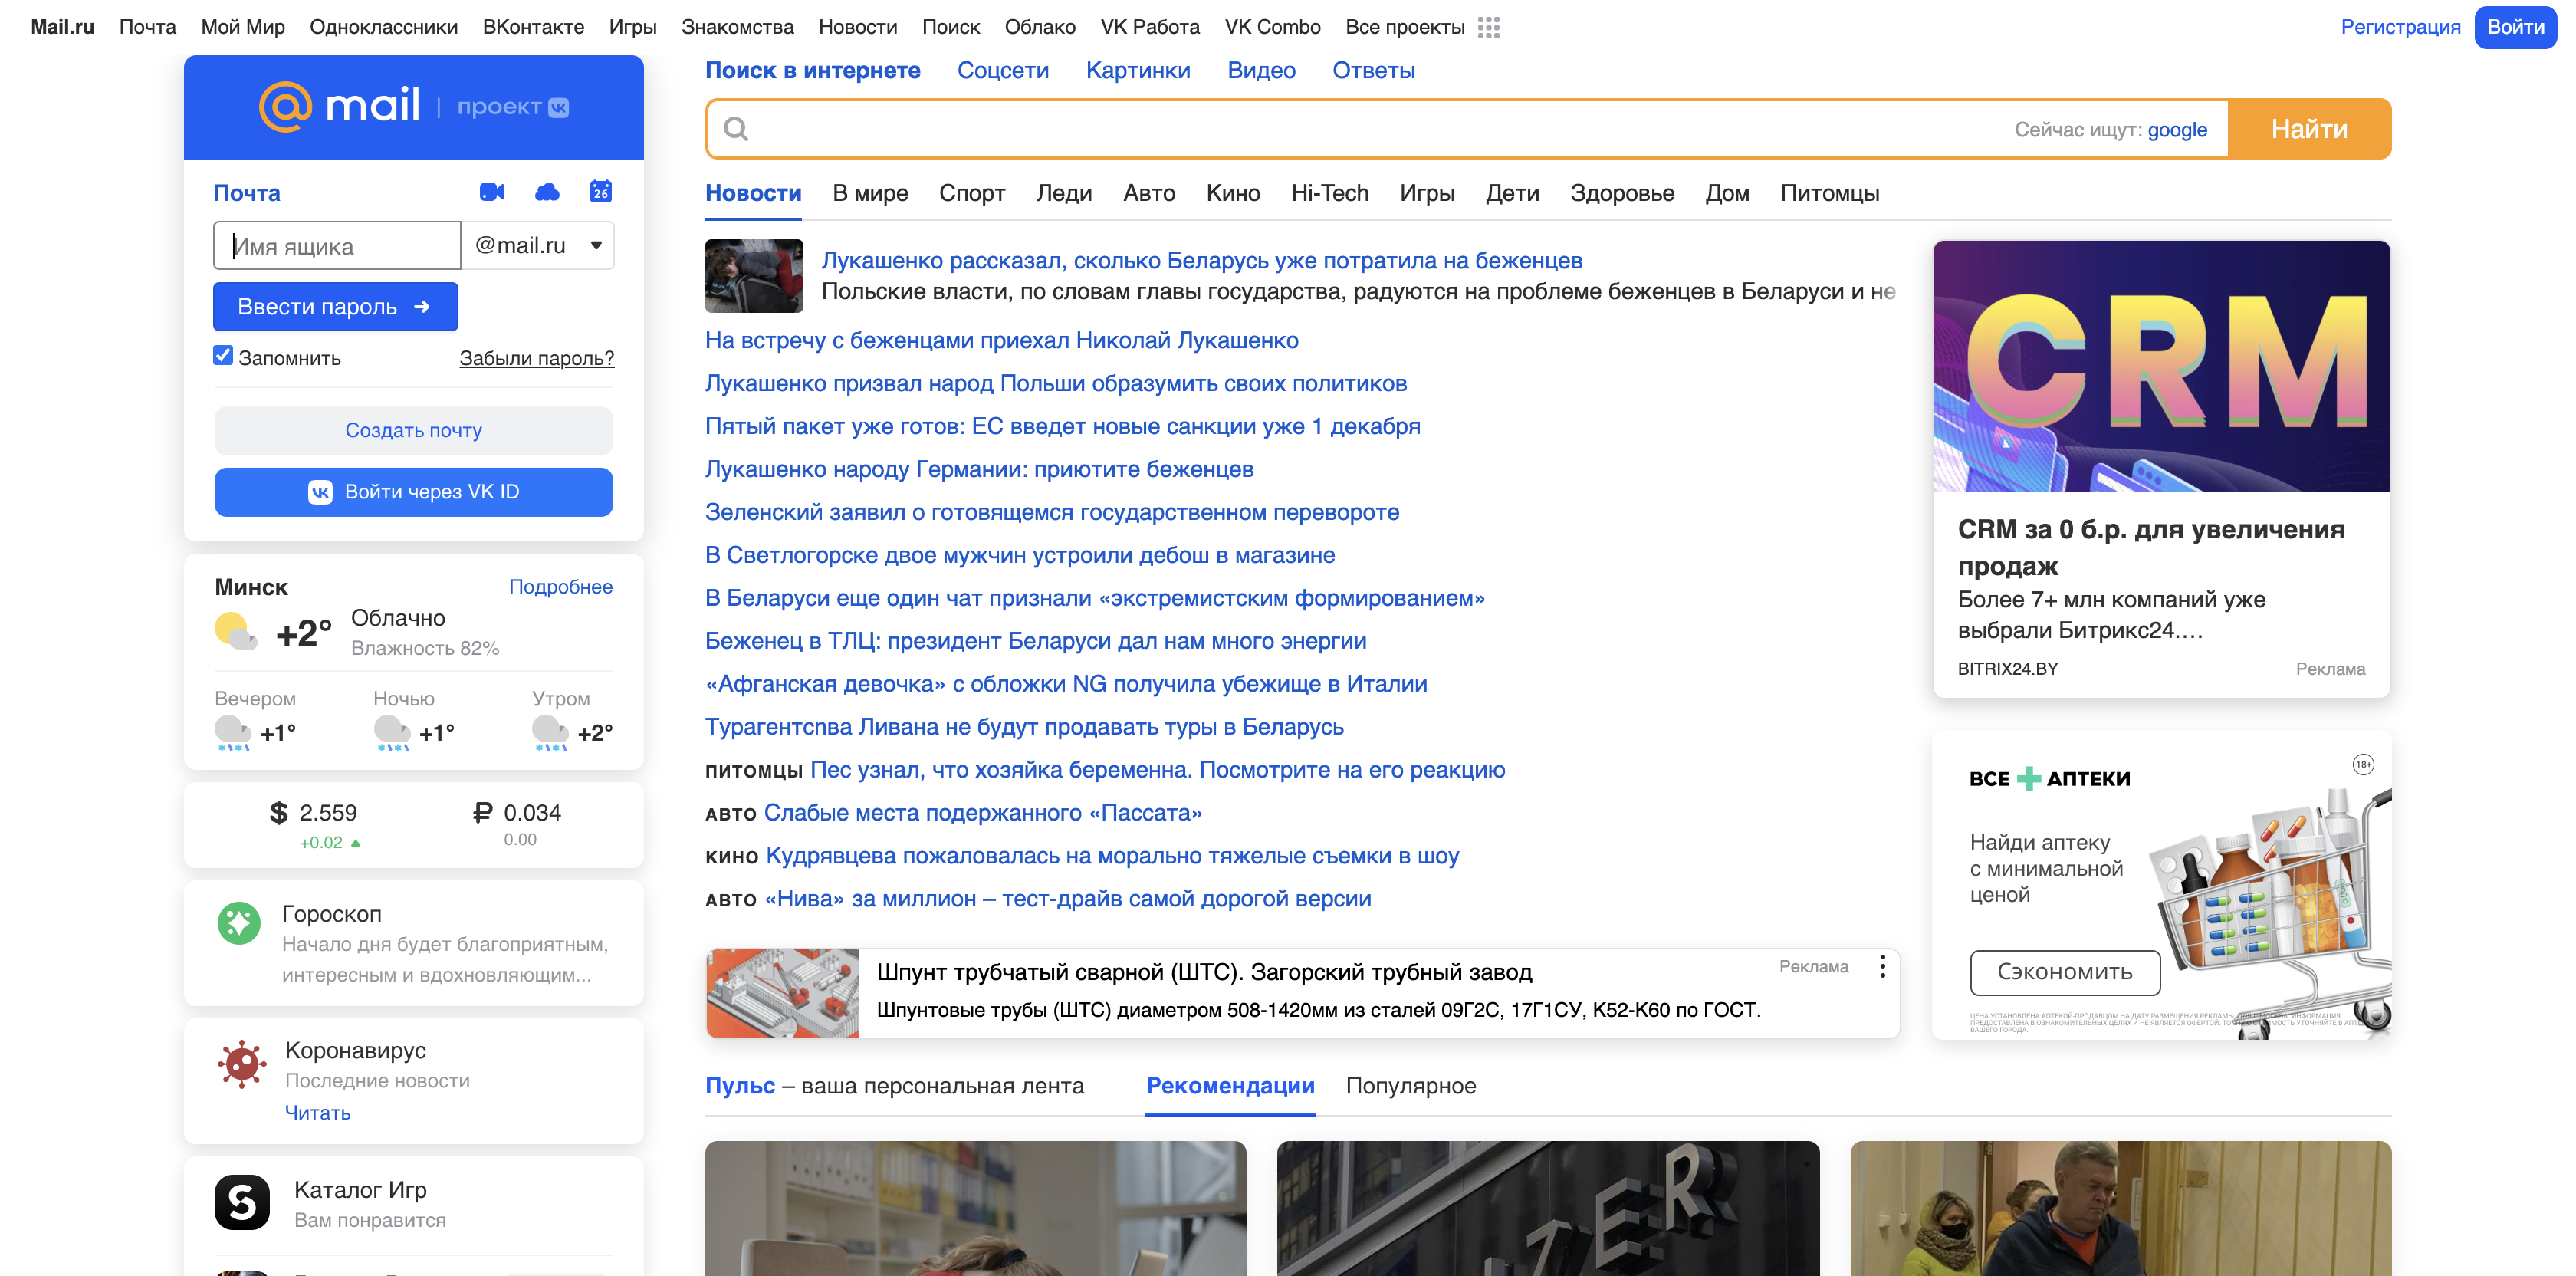 Mail.ru Почта Мой Мир Одноклассники ВКонтакте Игры Знакомства Новости Поиск Облако VK Работа VK Combo Все проекты Регистрация Войти
mail | проект
Почта
26
Имя ящика @mail.ru
Ввести пароль
Запомнить Забыли пароль?
Создать почту
Войти через VK ID
Минск Подробнее
+2° Облачно
Влажность 82%
Вечером Ночью Утром
+1° +1° +2°
$ 2.559 ₽ 0.034
+0.02 0.00
Гороскоп
Начало дня будет благоприятным,
интересным и вдохновляющим...
Коронавирус
Последние новости
Читать
Каталог Игр
Вам понравится
Поиск в интернете Соцсети Картинки Видео Ответы
Сейчас ищут: google Найти
Новости В мире Спорт Леди Авто Кино Hi-Tech Игры Дети Здоровье Дом Питомцы
Лукашенко рассказал, сколько Беларусь уже потратила на беженцев
Польские власти, по словам главы государства, радуются на проблеме беженцев в Беларуси и не
На встречу с беженцами приехал Николай Лукашенко
Лукашенко призвал народ Польши образумить своих политиков
Пятый пакет уже готов: ЕС введет новые санкции уже 1 декабря
Лукашенко народу Германии: приютите беженцев
Зеленский заявил о готовящемся государственном перевороте
В Светлогорске двое мужчин устроили дебош в магазине
В Беларуси еще один чат признали «экстремистским формированием»
Беженец в ТЛЦ: президент Беларуси дал нам много энергии
«Афганская девочка» с обложки NG получила убежище в Италии
Турагентсnва Ливана не будут продавать туры в Беларусь
ПИТОМЦЫ Пес узнал, что хозяйка беременна. Посмотрите на его реакцию
АВТО Слабые места подержанного «Пассата»
КИНО Кудрявцева пожаловалась на морально тяжелые съемки в шоу
АВТО «Нива» за миллион – тест-драйв самой дорогой версии
Шпунт трубчатый сварной (ШТС). Загорский трубный завод Реклама
Шпунтовые трубы (ШТС) диаметром 508-1420мм из сталей 09Г2С, 17Г1СУ, К52-К60 по ГОСТ.
Пульс – ваша персональная лента Рекомендации Популярное
CRM
CRM за 0 б.р. для увеличения
продаж
Более 7+ млн компаний уже
выбрали Битрикс24....
BITRIX24.BY Реклама
18+
ВСЕ АПТЕКИ
Найди аптеку
с минимальной
ценой
Сэкономить